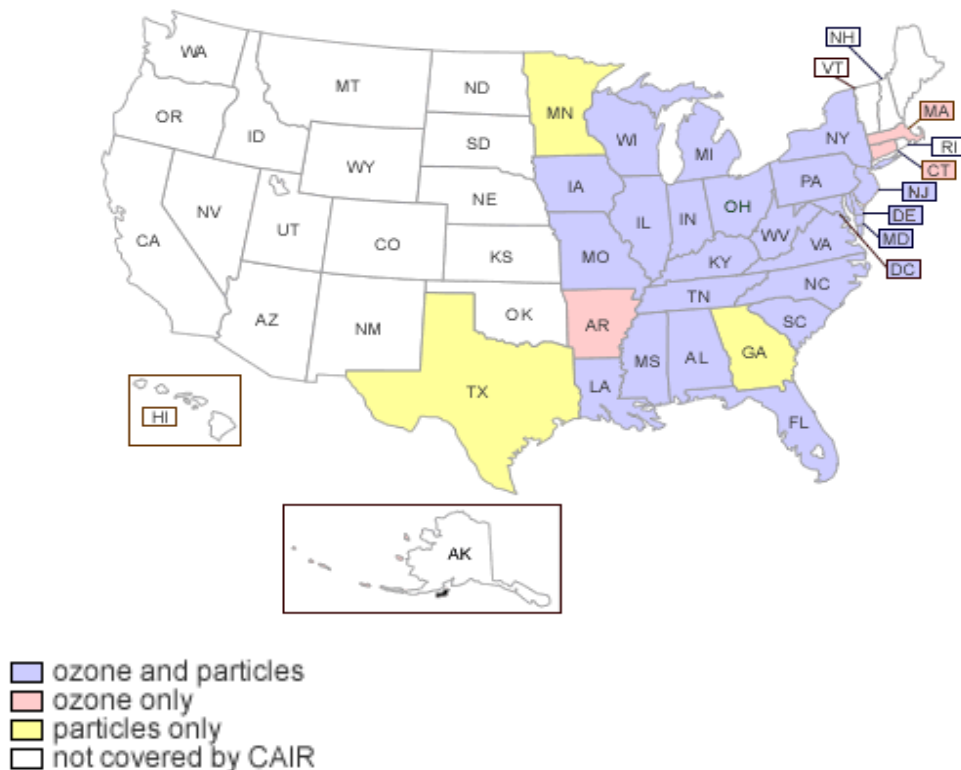 NH
WA
VT
MT
ND
MN
MA
OR
ID
WI
NY
RI
SD
MI
CT
WY
PA
NJ
IA
NE
OH
DE
NV
IL
IN
UT
WV
MD
CA
CO
VA
MO
KS
KY
DC
NC
TN
OK
AZ
NM
AR
SC
GA
MS
AL
LA
TX
HI
FL
AK
ozone and particles
ozone only
particles only
not covered by CAIR